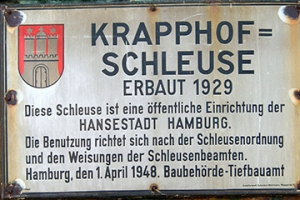 KRAPPHOF=
SCHLEUSE
ERBAUT 1929
Diese Schleuse ist eine öffentliche Einrichtung der
HANSESTADT HAMBURG.
Die Benutzung richtet sich nach der Schleusenordnung
und den Weisungen der Schleusenbeamten.
Hamburg, den 1. April 1948. Baubehörde-Tiefbauamt